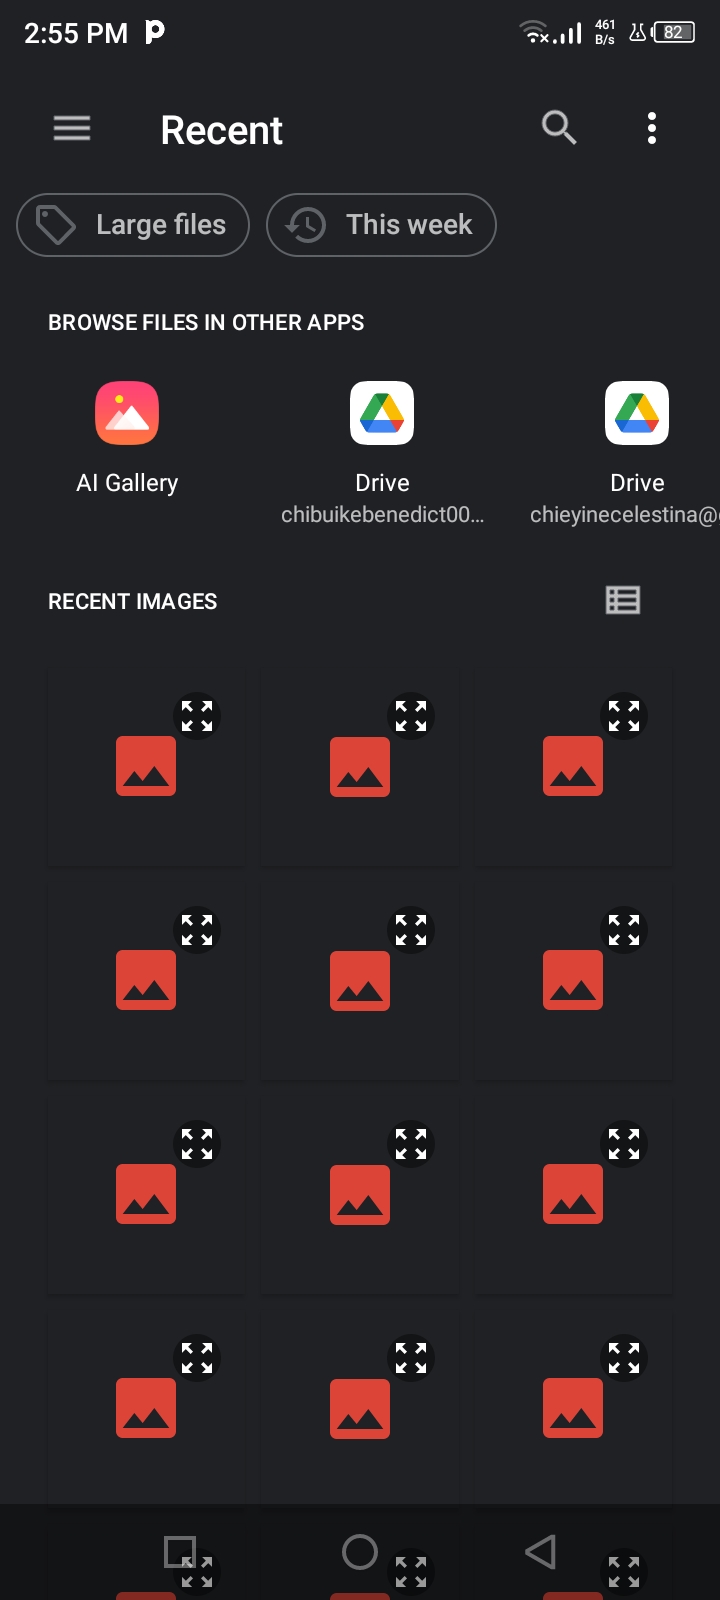 2:55 PM
461
B/s
82
Recent
Large files
This week
BROWSE FILES IN OTHER APPS
AI Gallery
Drive
chibuikebenedict00…
Drive
chieyinecelestina@
RECENT IMAGES